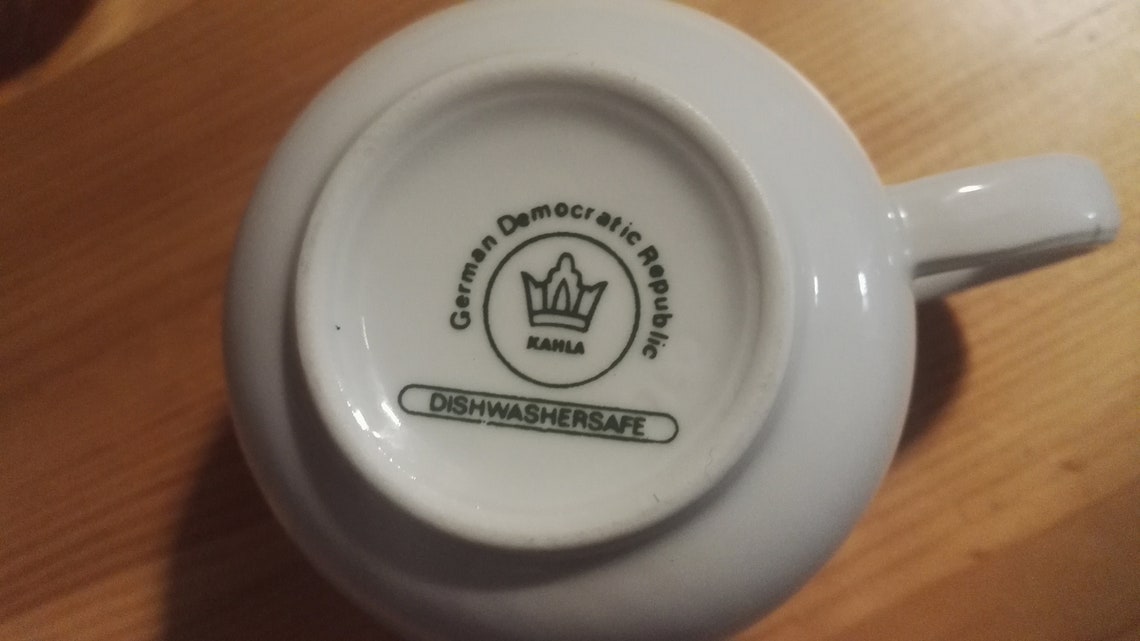 German Democratic Republic
KAHLA
DISHWASHERSAFE